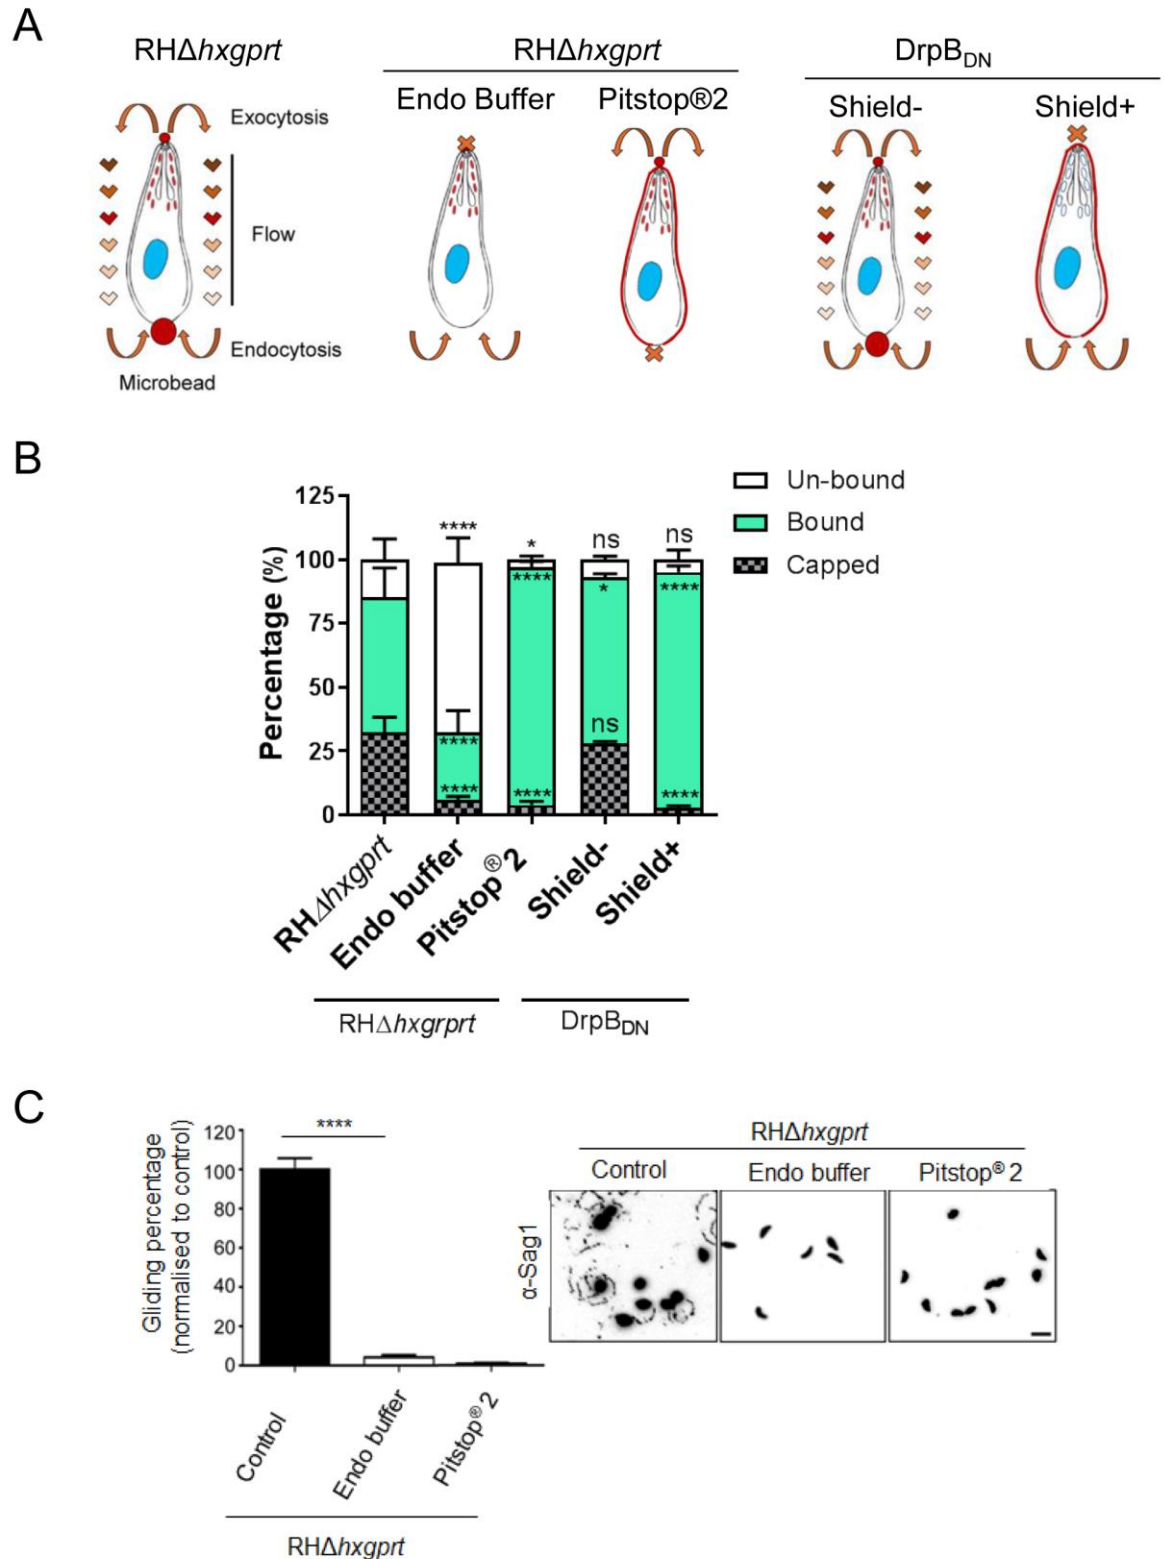 A
RHΔhxgprt
RHΔhxgprt
DrpBDN
Endo Buffer
Pitstop®2
Shield-
Shield+
Exocytosis
Flow
Endocytosis
Microbead
B
Un-bound
Bound
Capped
Percentage (%)
125
100
75
50
25
0
****
****
****
*
****
****
ns
*
ns
ns
****
****
RHΔhxgprt
Endo buffer
Pitstop®2
Shield-
Shield+
RHΔhxgrprt
DrpBDN
C
Gliding percentage
(normalised to control)
120
100
80
60
40
20
0
****
Control
Endo buffer
Pitstop® 2
RHΔhxgprt
RHΔhxgprt
Control
Endo buffer
Pitstop® 2
α-Sag1